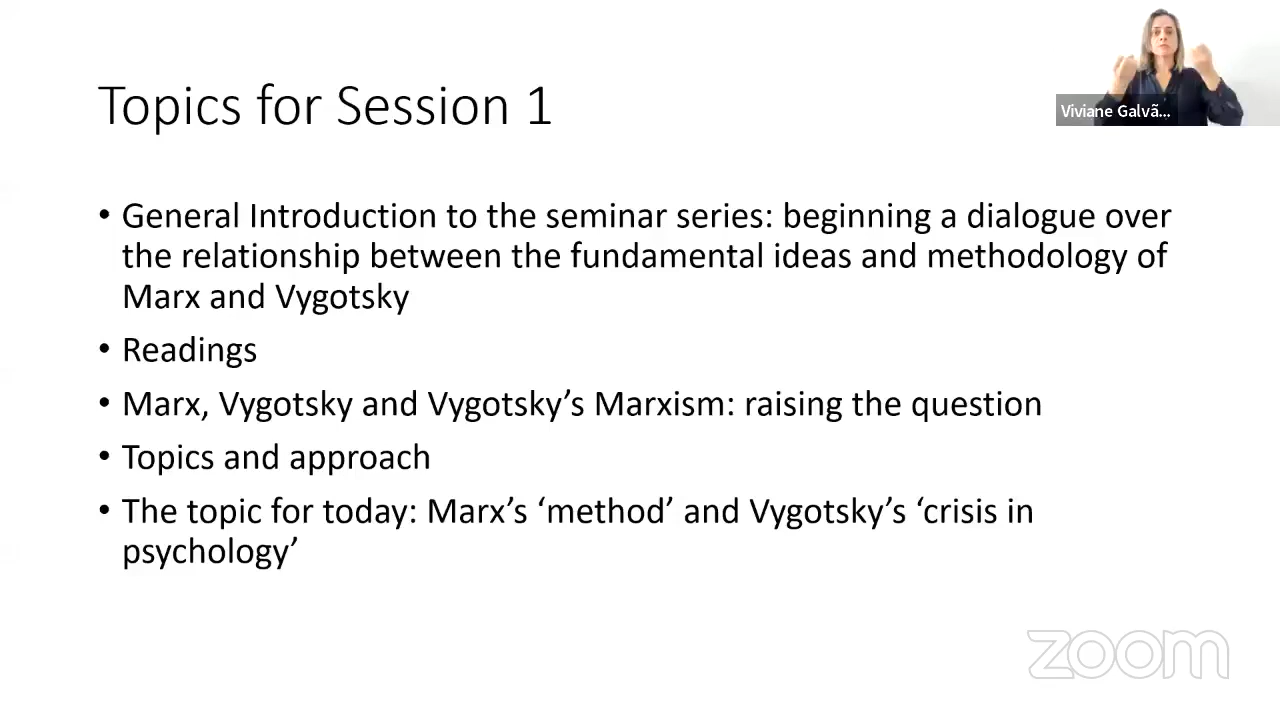 Topics for Session 1
Viviane Galvã...
• General Introduction to the seminar series: beginning a dialogue over
the relationship between the fundamental ideas and methodology of
Marx and Vygotsky
• Readings
• Marx, Vygotsky and Vygotsky’s Marxism: raising the question
• Topics and approach
• The topic for today: Marx’s ‘method’ and Vygotsky’s ‘crisis in
psychology’
zoom